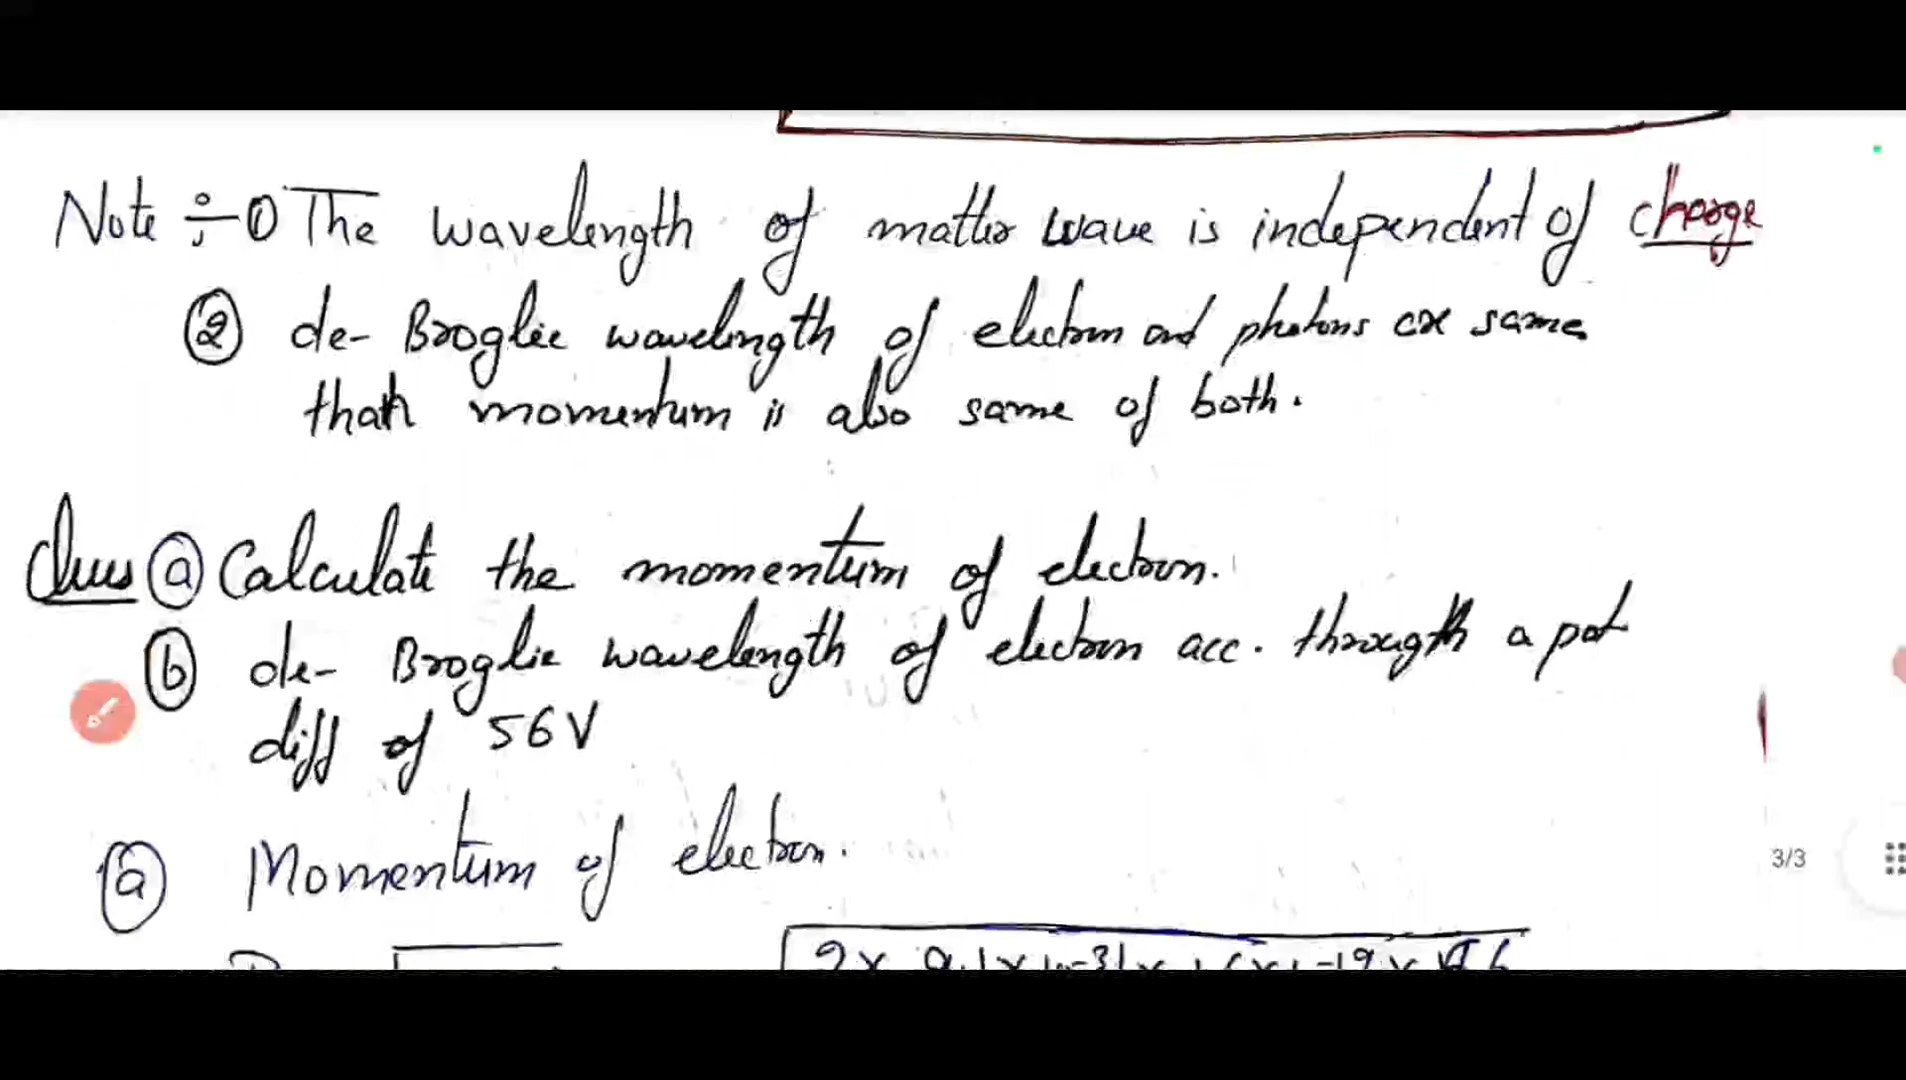 Note :- ① The wavelength of matter wave is independent of charge
② de-Broglie wavelength of electron and photons are same
than momentum is also same of both.
Ques ⓐ Calculate the momentum of electron.
ⓑ de-Broglie wavelength of electron acc. through a pot
diff of 56V
ⓐ Momentum of electron.
3/3